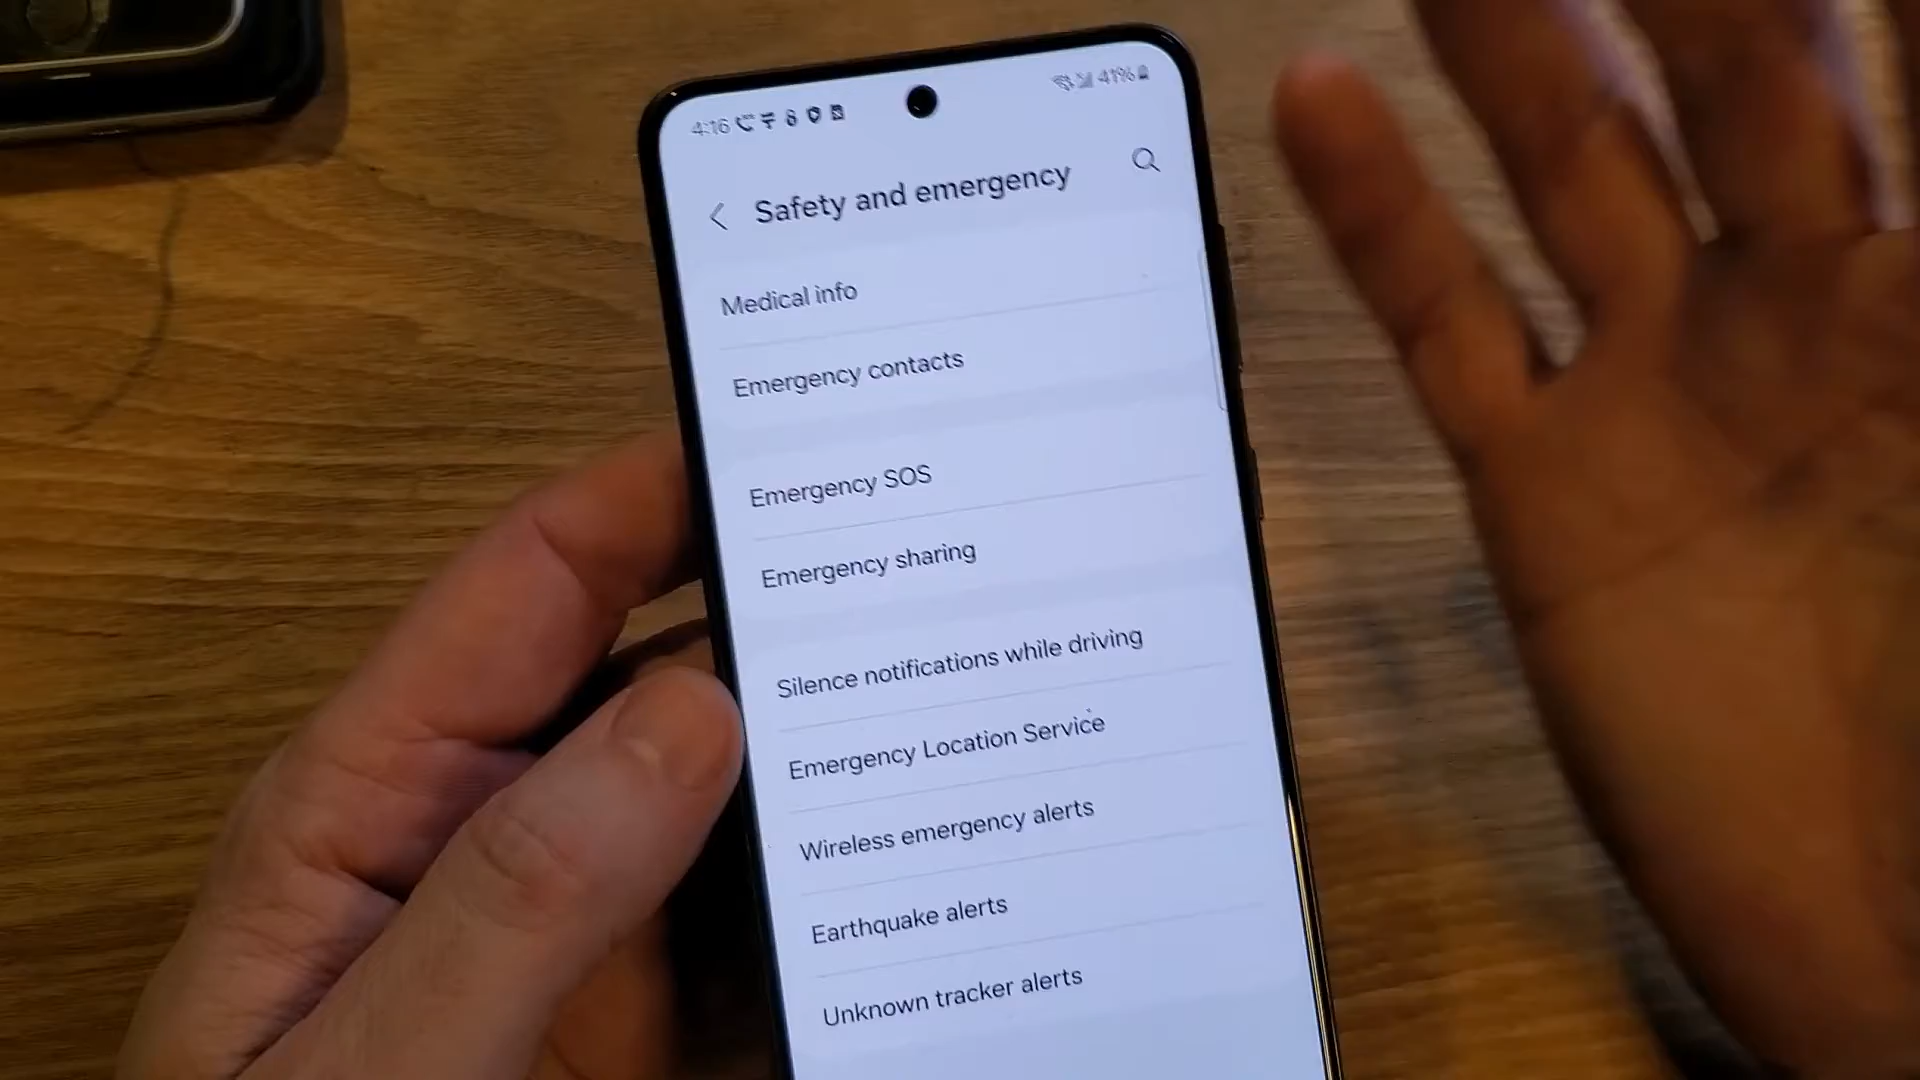 4:16
41%
Safety and emergency
Medical info
Emergency contacts
Emergency SOS
Emergency sharing
Silence notifications while driving
Emergency Location Service
Wireless emergency alerts
Earthquake alerts
Unknown tracker alerts